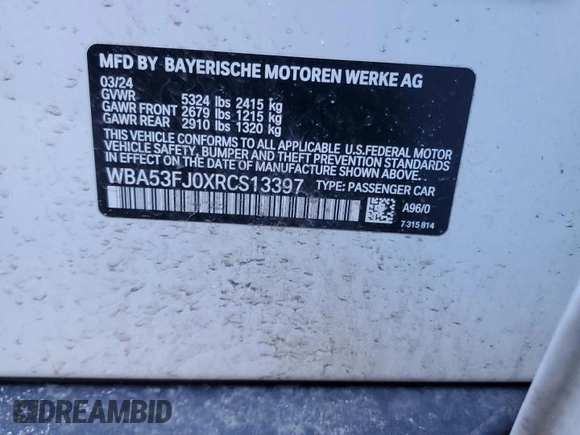 MFD BY BAYERISCHE MOTOREN WERKE AG
03/24
GVWR 5324 lbs 2415 kg
GAWR FRONT 2679 lbs 1215 kg
GAWR REAR 2910 lbs 1320 kg
THIS VEHICLE CONFORMS TO ALL APPLICABLE U.S.FEDERAL MOTOR
VEHICLE SAFETY, BUMPER AND THEFT PREVENTION STANDARDS
IN EFFECT ON THE DATE OF MANUFACTURE SHOWN ABOVE.
WBA53FJ0XRCS13397 TYPE: PASSENGER CAR
A96/0
7 315 814
DREAMBID